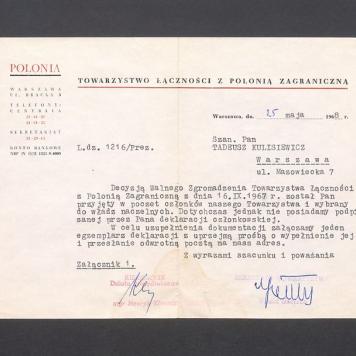 POLONIA
TOWARZYSTWO ŁĄCZNOŚCI Z POLONIĄ ZAGRANICZNĄ
WARSZAWA
TELEFONY:
CENTRALA
SEKRETARIAT
KONTO BANKOWE
Warszawa, dn. 25 maja 1968 r.
L.dz. 1216/Prez.
Szan. Pan
TADEUSZ KULISIEWICZ
Warszawa
ul. Mazowiecka 7
Decyzją Walnego Zgromadzenia Towarzystwa Łączności
z Polonią Zagraniczną z dnia 16.IX.1967 został Pan
przyjęty w poczet członków naszego Towarzystwa i wybrany
do władz naczelnych. Dotychczas jednak nie posiadamy podpi
sanej przez Pana deklaracji członkowskiej.
W celu uzupełnienia dokumentacji załączamy jeden
egzemplarz deklaracji z uprzejmą prośbą o wypełnienie jej
i przesłanie odwrotną pocztą na nasz adres.
Z wyrazami szacunku i poważania
Załącznik 1.